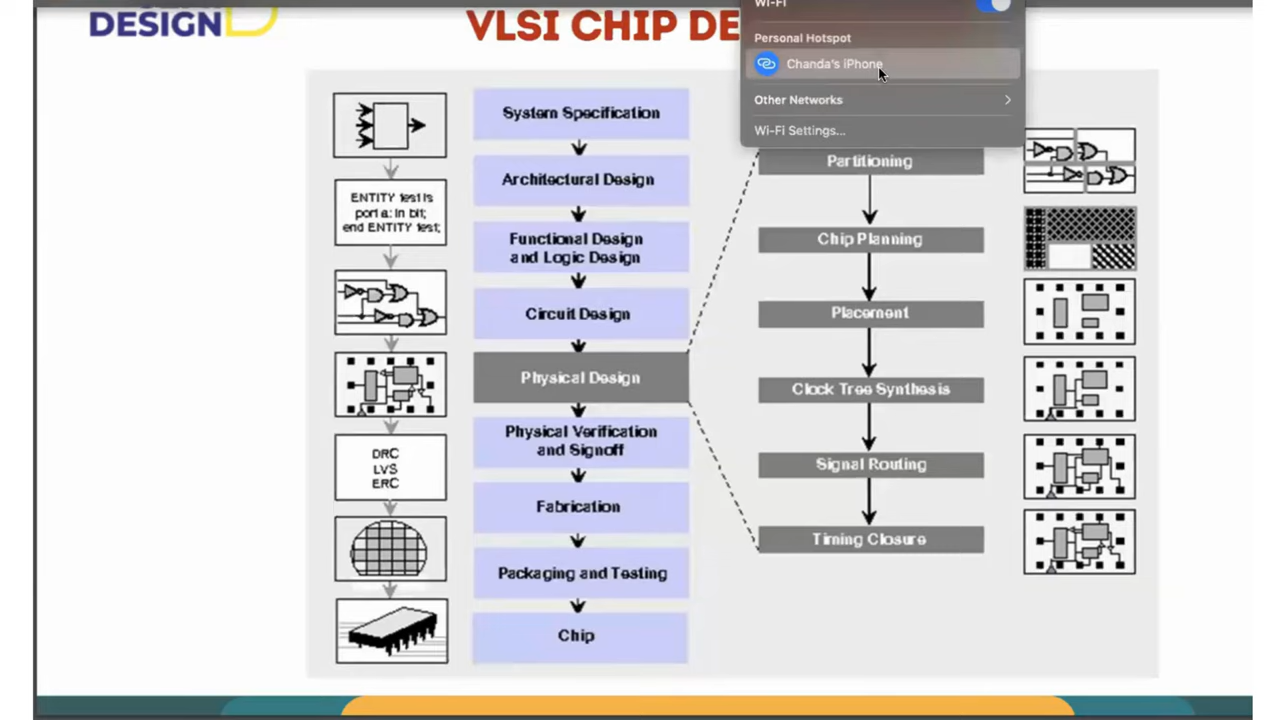 DESIGN
VLSI CHIP DE
Wi-Fi
Personal Hotspot
Chanda's iPhone
Other Networks
Wi-Fi Settings...
ENTITY test is
port a: in bit;
end ENTITY test;
DRC
LVS
ERC
System Specification
Architectural Design
Functional Design
and Logic Design
Circuit Design
Physical Design
Physical Verification
and Signoff
Fabrication
Packaging and Testing
Chip
Partitioning
Chip Planning
Placement
Clock Tree Synthesis
Signal Routing
Timing Closure